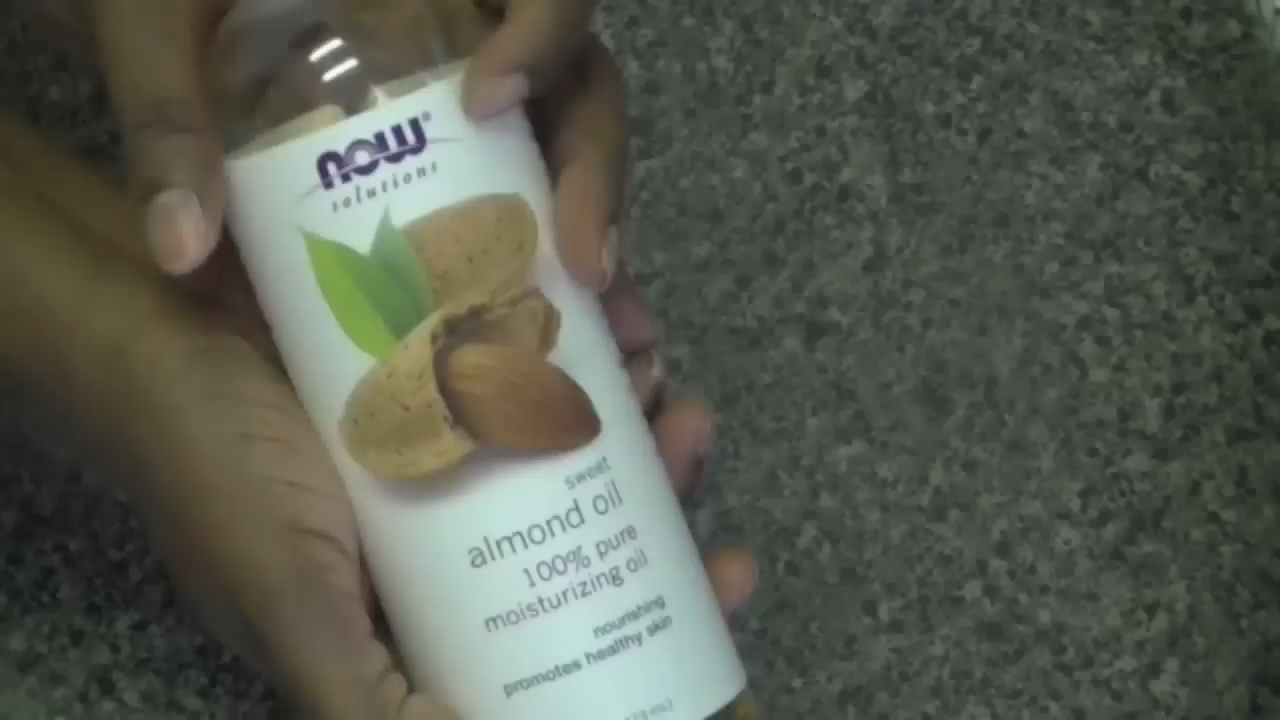 now®
solutions
sweet
almond oil
100% pure
moisturizing oil
nourishing
promotes healthy skin